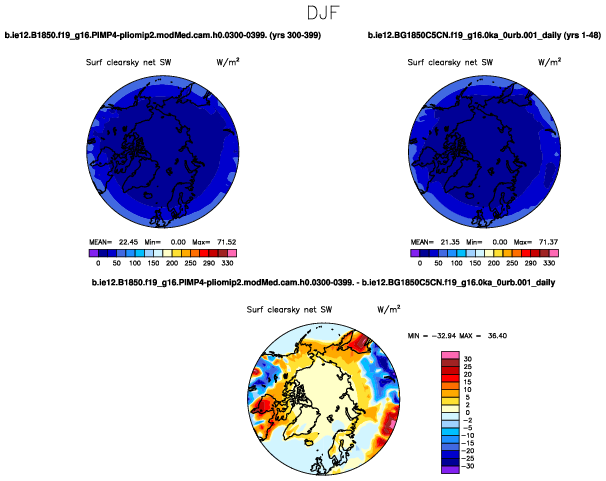 DJF
b.ie12.B1850.f19_g16.PIMP4-pliomip2.modMed.cam.h0.0300-0399. (yrs 300-399)
b.ie12.BG1850C5CN.f19_g16.0ka_0urb.001_daily (yrs 1-48)
Surf clearsky net SW W/m²
Surf clearsky net SW W/m²
MEAN= 22.45 Min= 0.00 Max= 71.52
MEAN= 21.35 Min= 0.00 Max= 71.37
0 50 100 150 200 250 290 330
0 50 100 150 200 250 290 330
b.ie12.B1850.f19_g16.PIMP4-pliomip2.modMed.cam.h0.0300-0399. - b.ie12.BG1850C5CN.f19_g16.0ka_0urb.001_daily
Surf clearsky net SW W/m²
MIN = -32.94 MAX = 36.40
30
25
20
15
10
5
2
0
-2
-5
-10
-15
-20
-25
-30